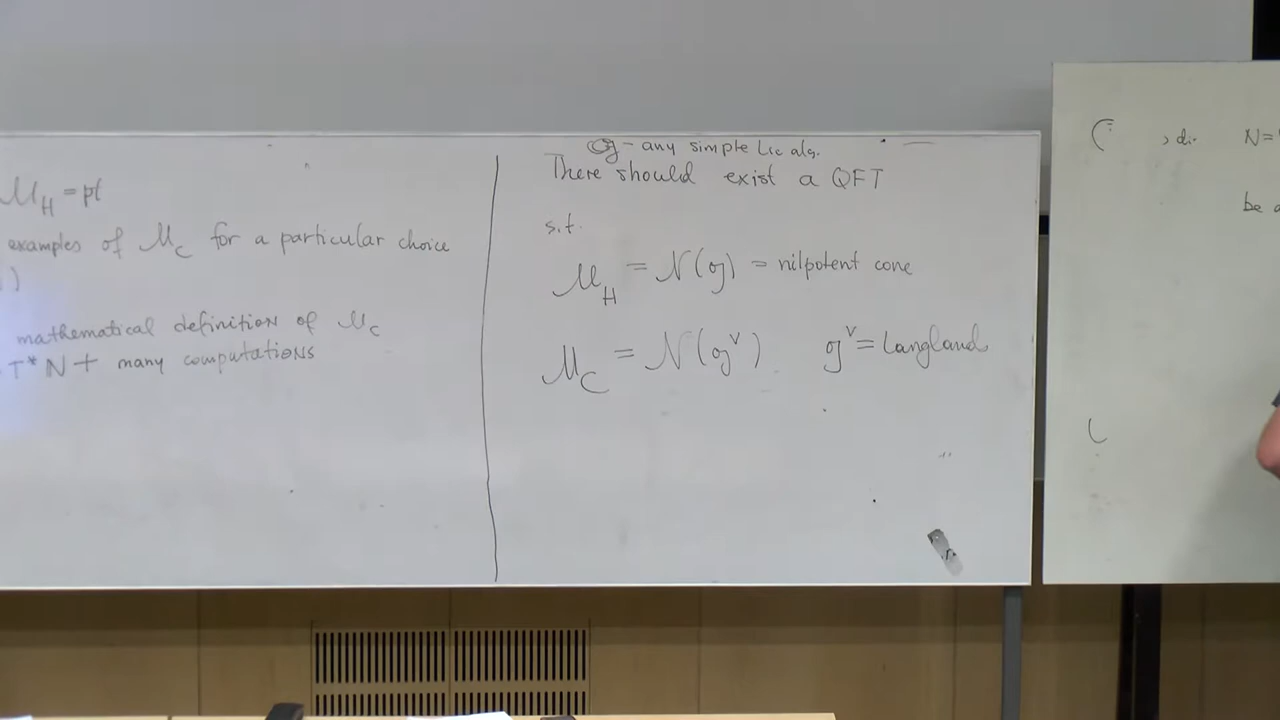 M_H = pt
examples of M_C for a particular choice
)
mathematical definition of M_C
T*N + many computations
g - any simple Lie alg.
There should exist a QFT
s.t.
M_H = N(g) = nilpotent cone
M_C = N(g^v) g^v = Langlands
N=
be a